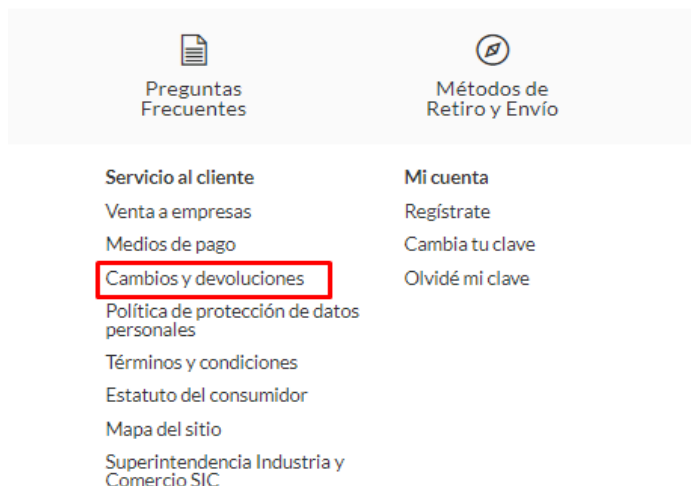 Preguntas
Frecuentes
Métodos de
Retiro y Envío
Servicio al cliente
Venta a empresas
Medios de pago
Cambios y devoluciones
Política de protección de datos
personales
Términos y condiciones
Estatuto del consumidor
Mapa del sitio
Superintendencia Industria y
Comercio SIC
Mi cuenta
Regístrate
Cambia tu clave
Olvidé mi clave